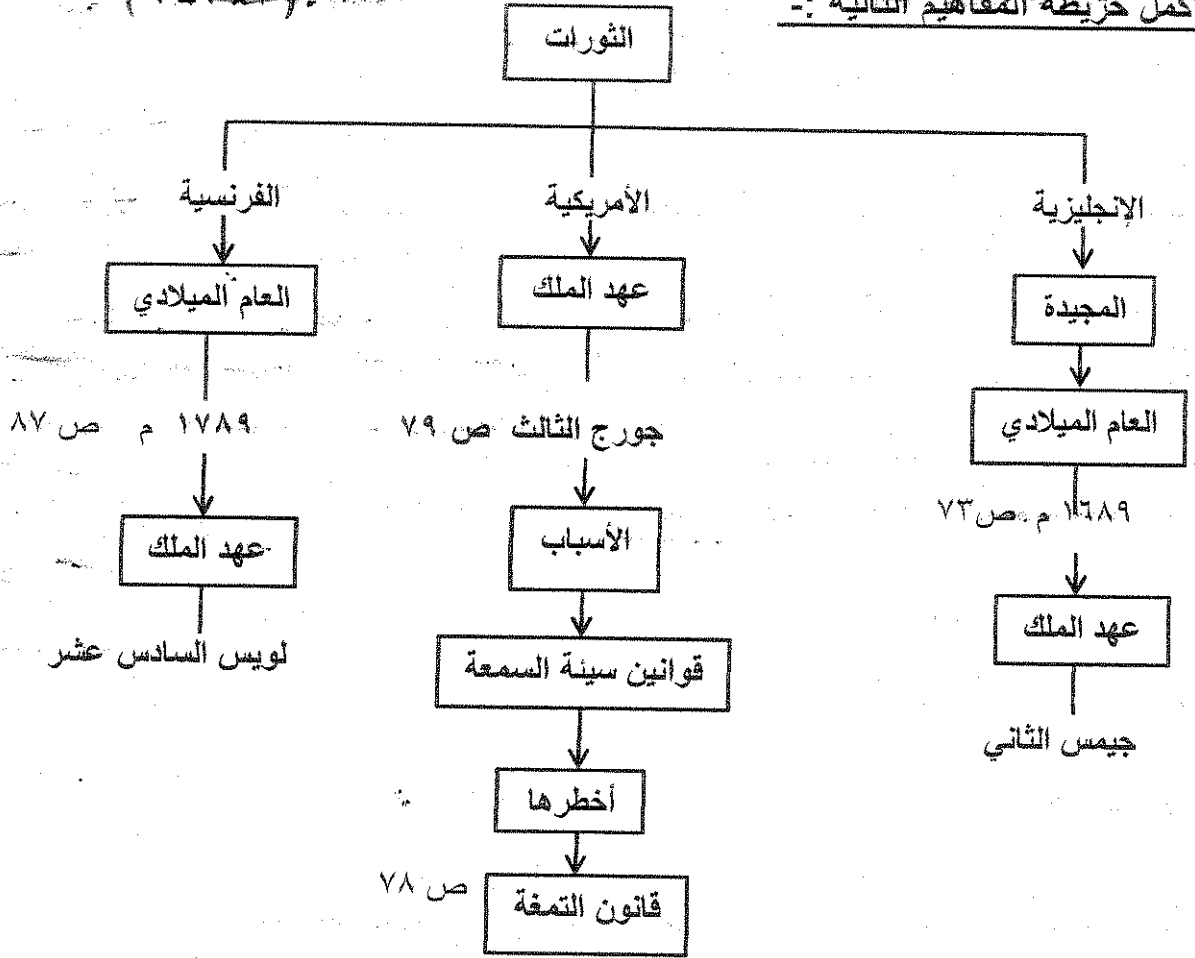 كمل خريطة المفاهيم التالية :-
الثورات
الإنجليزية
الأمريكية
الفرنسية
المجيدة
عهد الملك
العام الميلادي
العام الميلادي
جورج الثالث ص ٧٩
١٧٨٩ م ص ٨٧
١٦٨٩ م ص ٧٣
الأسباب
عهد الملك
عهد الملك
قوانين سيئة السمعة
لويس السادس عشر
جيمس الثاني
أخطرها
قانون التمغة
ص ٧٨